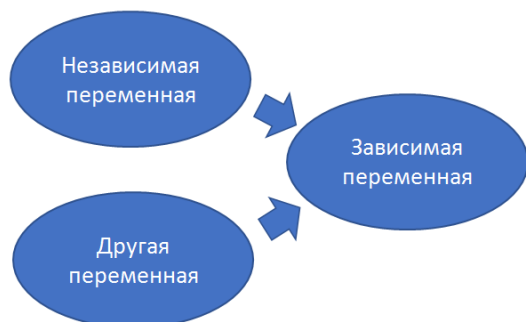 Независимая
переменная
Зависимая
переменная
Другая
переменная